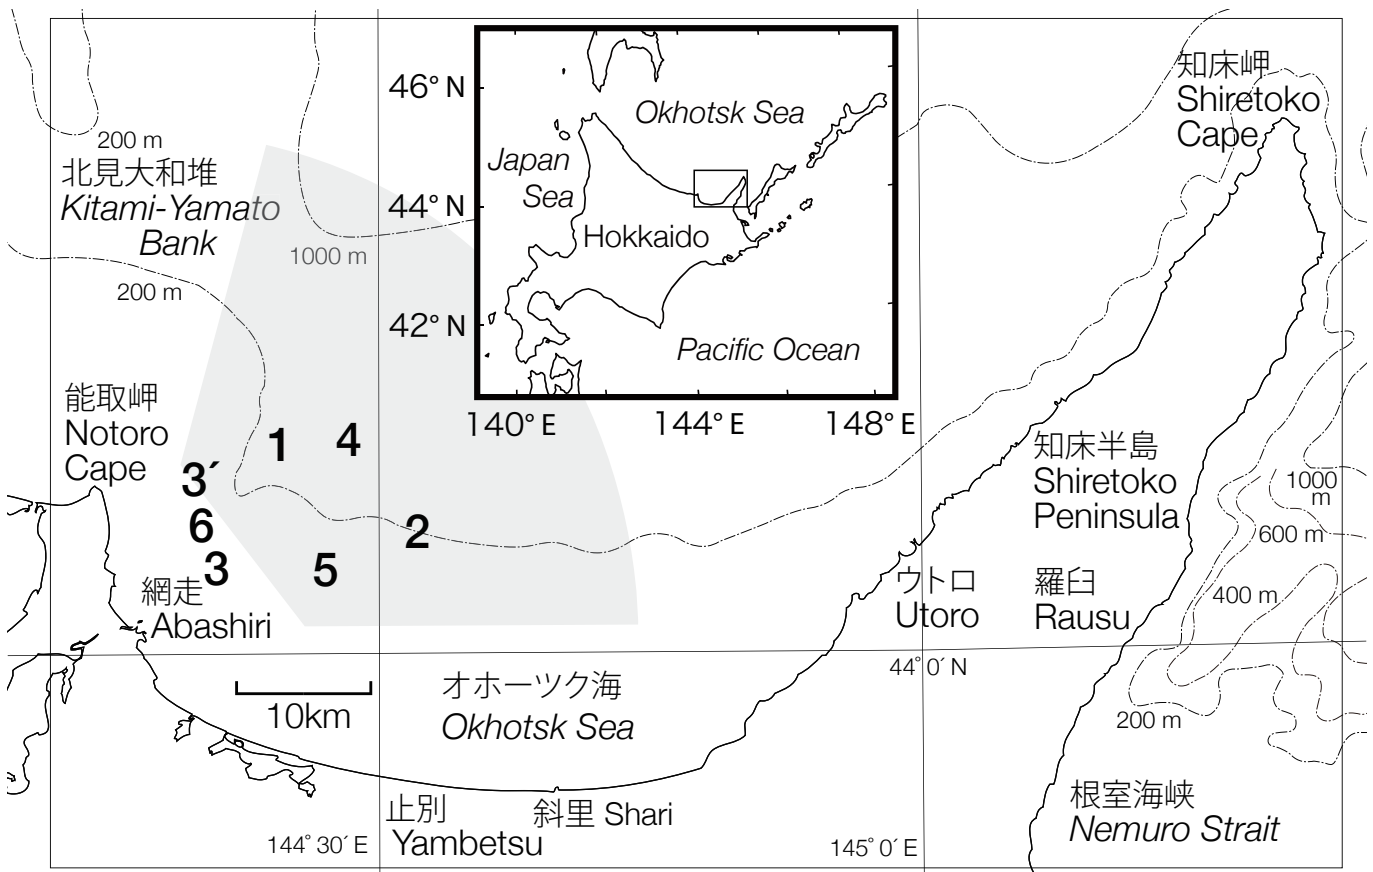 200 m
北見大和堆
Kitami-Yamato
Bank
200 m
1000 m
46° N
44° N
42° N
Okhotsk Sea
Japan
Sea
Hokkaido
Pacific Ocean
140° E
144° E
148° E
知床岬
Shiretoko
Cape
能取岬
Notoro
Cape
1
4
3´
6
3
2
5
網走
Abashiri
知床半島
Shiretoko
Peninsula
1000
m
600 m
400 m
200 m
ウトロ
Utoro
羅臼
Rausu
44° 0´ N
10km
オホーツク海
Okhotsk Sea
止別
Yambetsu
斜里 Shari
144° 30´ E
145° 0´ E
根室海峡
Nemuro Strait